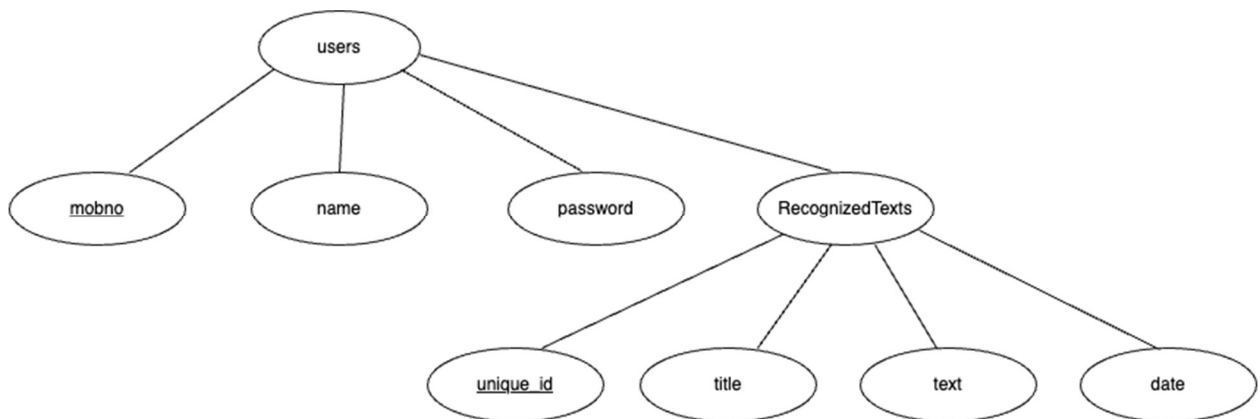 users
mobno
name
password
RecognizedTexts
unique_id
title
text
date